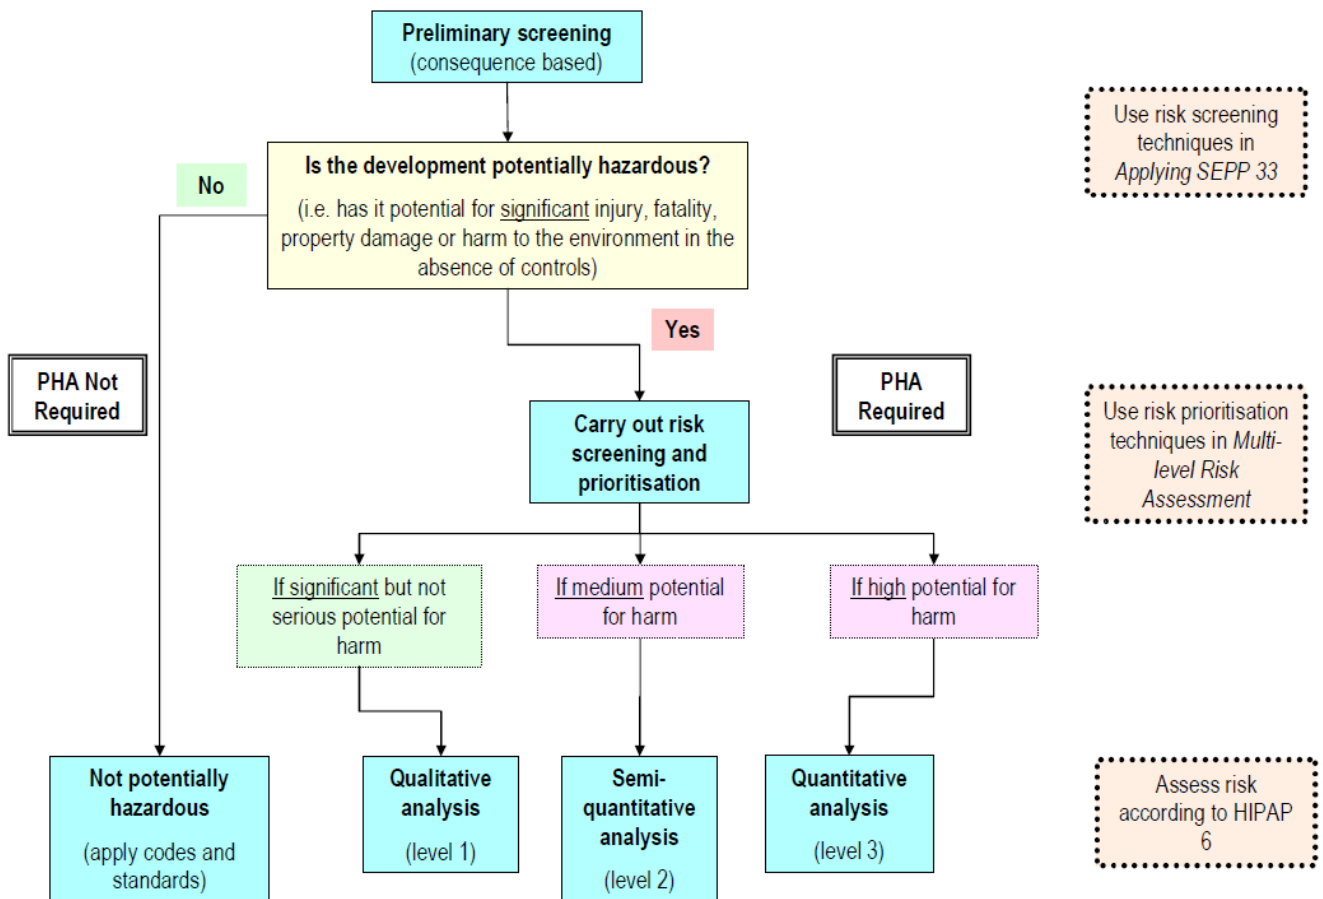 Preliminary screening
(consequence based)
Use risk screening
techniques in
Applying SEPP 33
No
Is the development potentially hazardous?
(i.e. has it potential for significant injury, fatality,
property damage or harm to the environment in the
absence of controls)
Yes
PHA Not
Required
PHA
Required
Carry out risk
screening and
prioritisation
Use risk prioritisation
techniques in Multi-
level Risk
Assessment
If significant but not
serious potential for
harm
If medium potential
for harm
If high potential for
harm
Not potentially
hazardous
(apply codes and
standards)
Qualitative
analysis
(level 1)
Semi-
quantitative
analysis
(level 2)
Quantitative
analysis
(level 3)
Assess risk
according to HIPAP
6